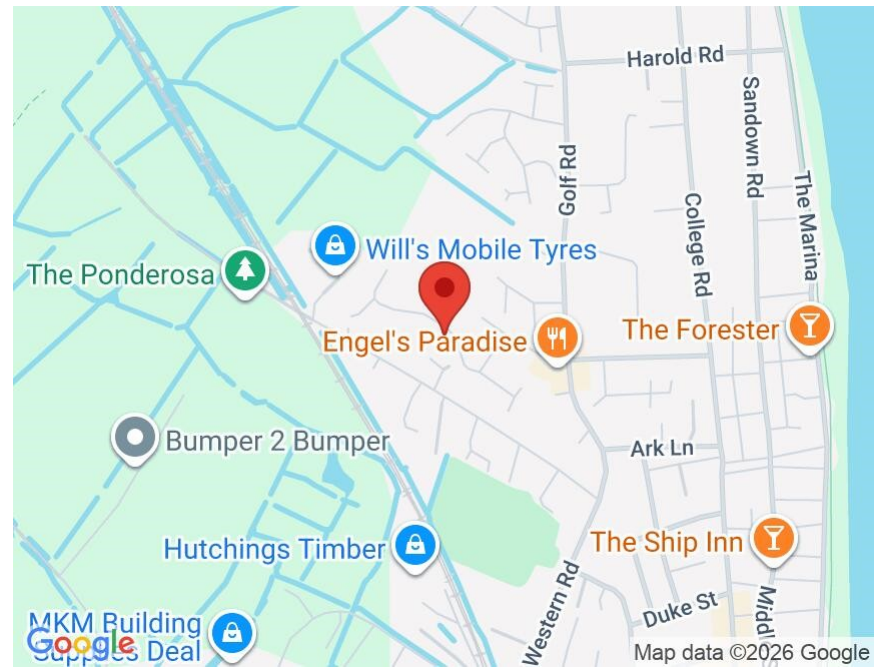 Harold Rd
Sandown Rd
The Marina
Golf Rd
College Rd
Will's Mobile Tyres
The Ponderosa
Engel's Paradise
The Forester
Bumper 2 Bumper
Ark Ln
Hutchings Timber
The Ship Inn
Western Rd
Duke St
Middl
MKM Building
Supplies Deal
Google
Map data ©2026 Google